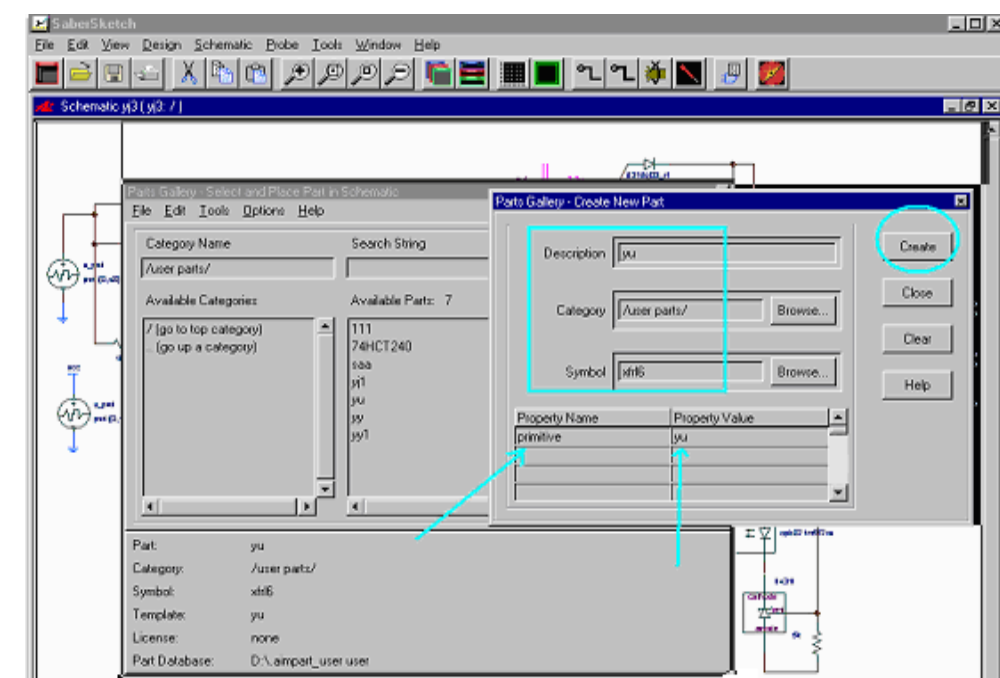 SaberSketch
File Edit View Design Schematic Probe Tools Window Help
Schematic yj3 ( yj3: / )
Parts Gallery - Select and Place Part in Schematic
File Edit Tools Options Help
Category Name
Search String
/user parts/
Available Categories
Available Parts: 7
/ (go to top category)
.. (go up a category)
111
74HCT240
saa
yj1
yu
yy
yy1
Part: yu
Category: /user parts/
Symbol: xfrl6
Template: yu
License: none
Part Database: D:\.aimpart_user user
Parts Gallery - Create New Part
Description yu
Category /user parts/ Browse...
Symbol xfrl6 Browse...
Property Name Property Value
primitive yu
Create
Close
Clear
Help
cathode
anode